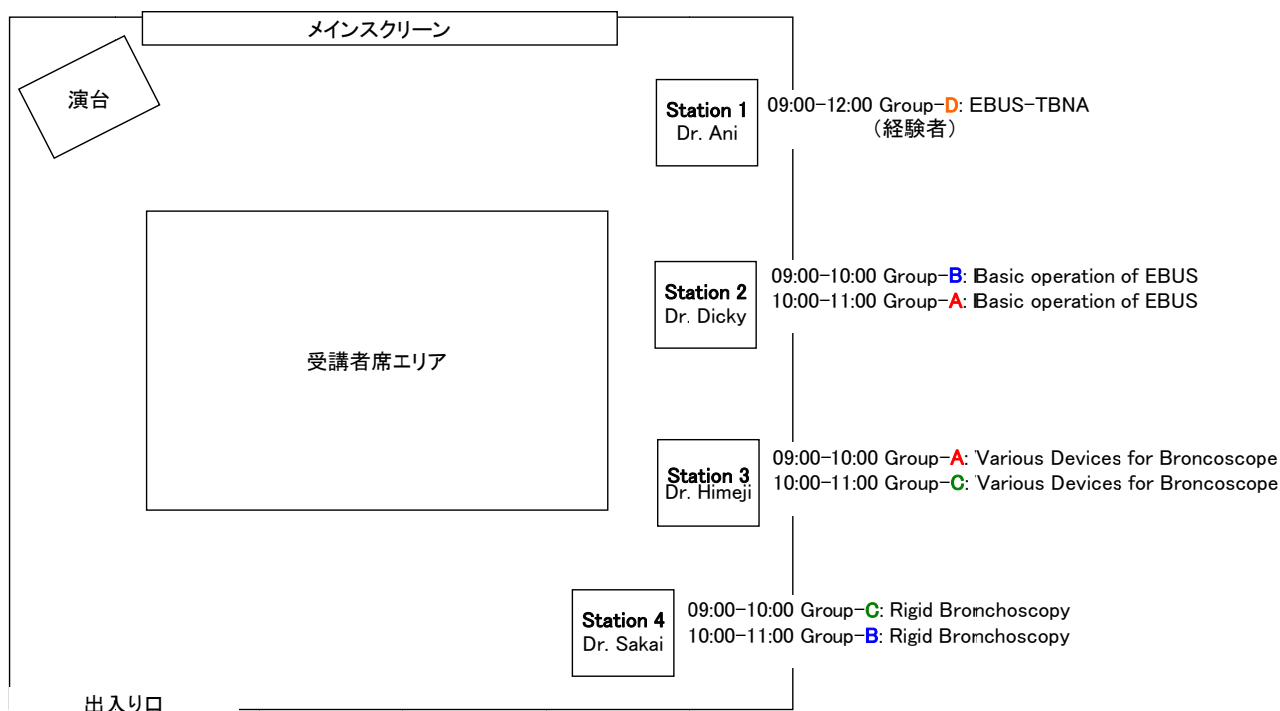 メインスクリーン
演台
Station 1
Dr. Ani
09:00-12:00 Group-D: EBUS-TBNA
（経験者）
Station 2
Dr. Dicky
09:00-10:00 Group-B: Basic operation of EBUS
10:00-11:00 Group-A: Basic operation of EBUS
受講者席エリア
Station 3
Dr. Himeji
09:00-10:00 Group-A: Various Devices for Broncoscope
10:00-11:00 Group-C: Various Devices for Broncoscope
Station 4
Dr. Sakai
09:00-10:00 Group-C: Rigid Bronchoscopy
10:00-11:00 Group-B: Rigid Bronchoscopy
出入り口